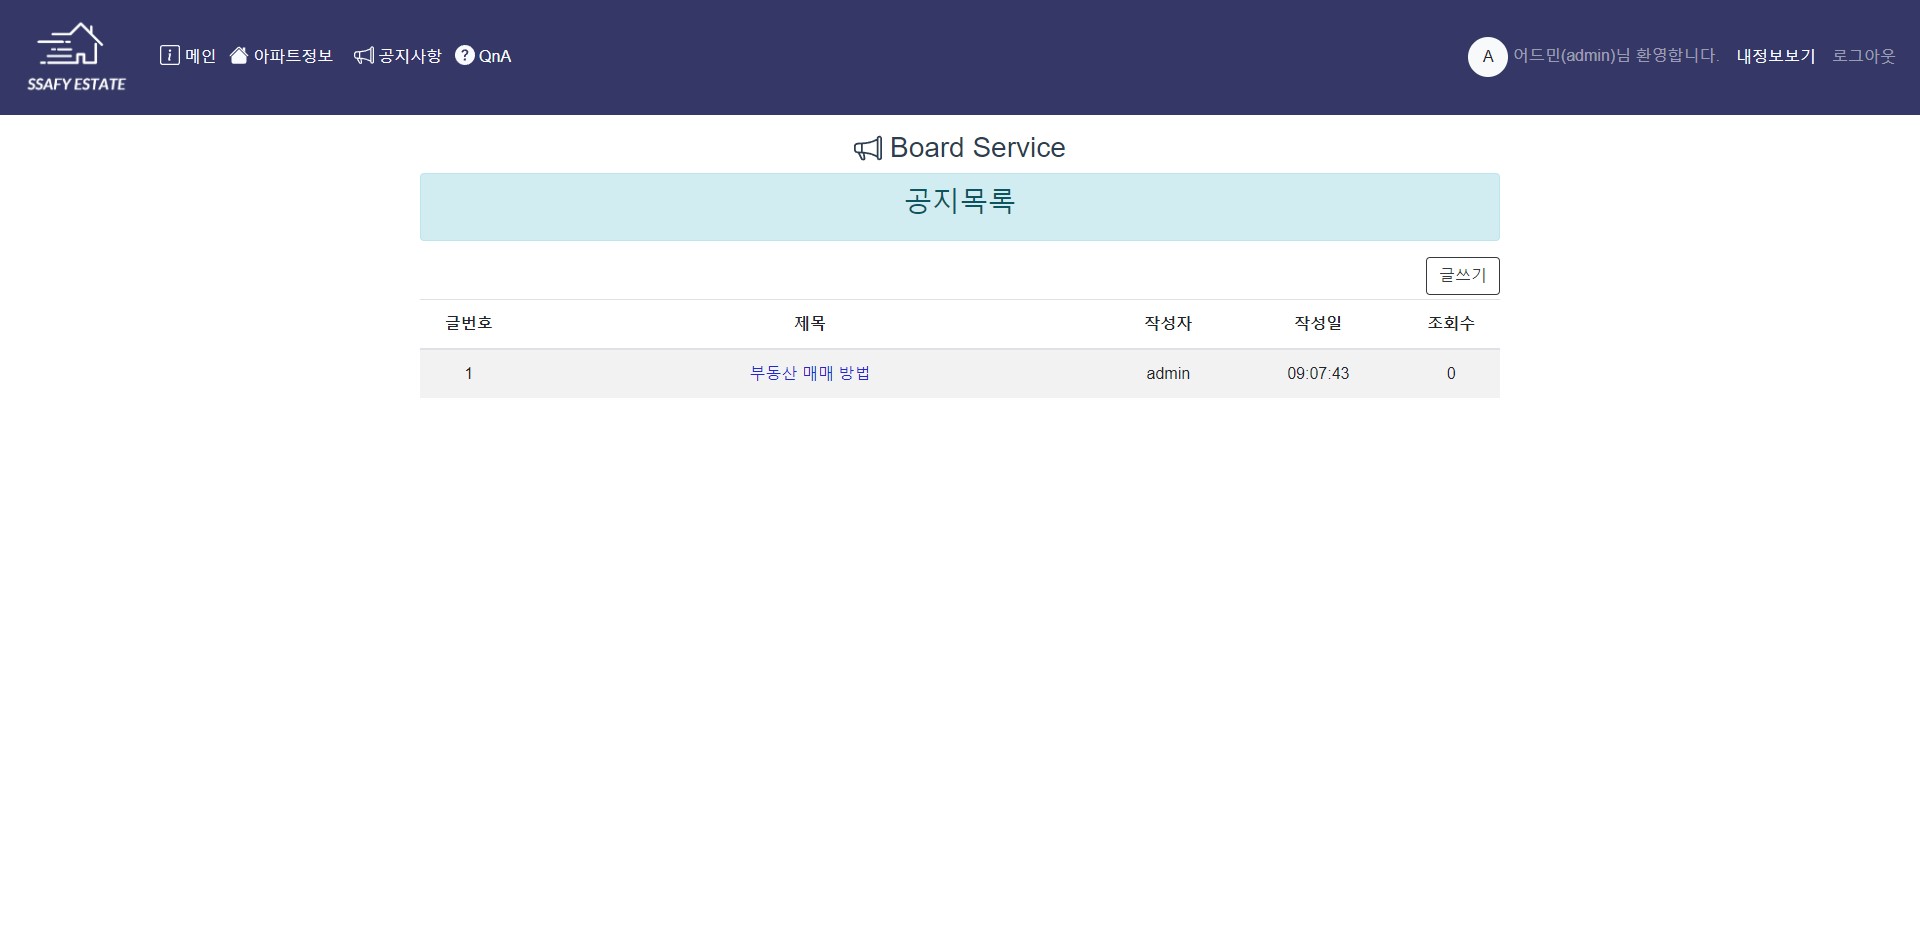 SSAFY ESTATE
메인 아파트정보 공지사항 QnA
A 어드민(admin)님 환영합니다. 내정보보기 로그아웃
Board Service
공지목록
글쓰기
글번호 제목 작성자 작성일 조회수
1 부동산 매매 방법 admin 09:07:43 0